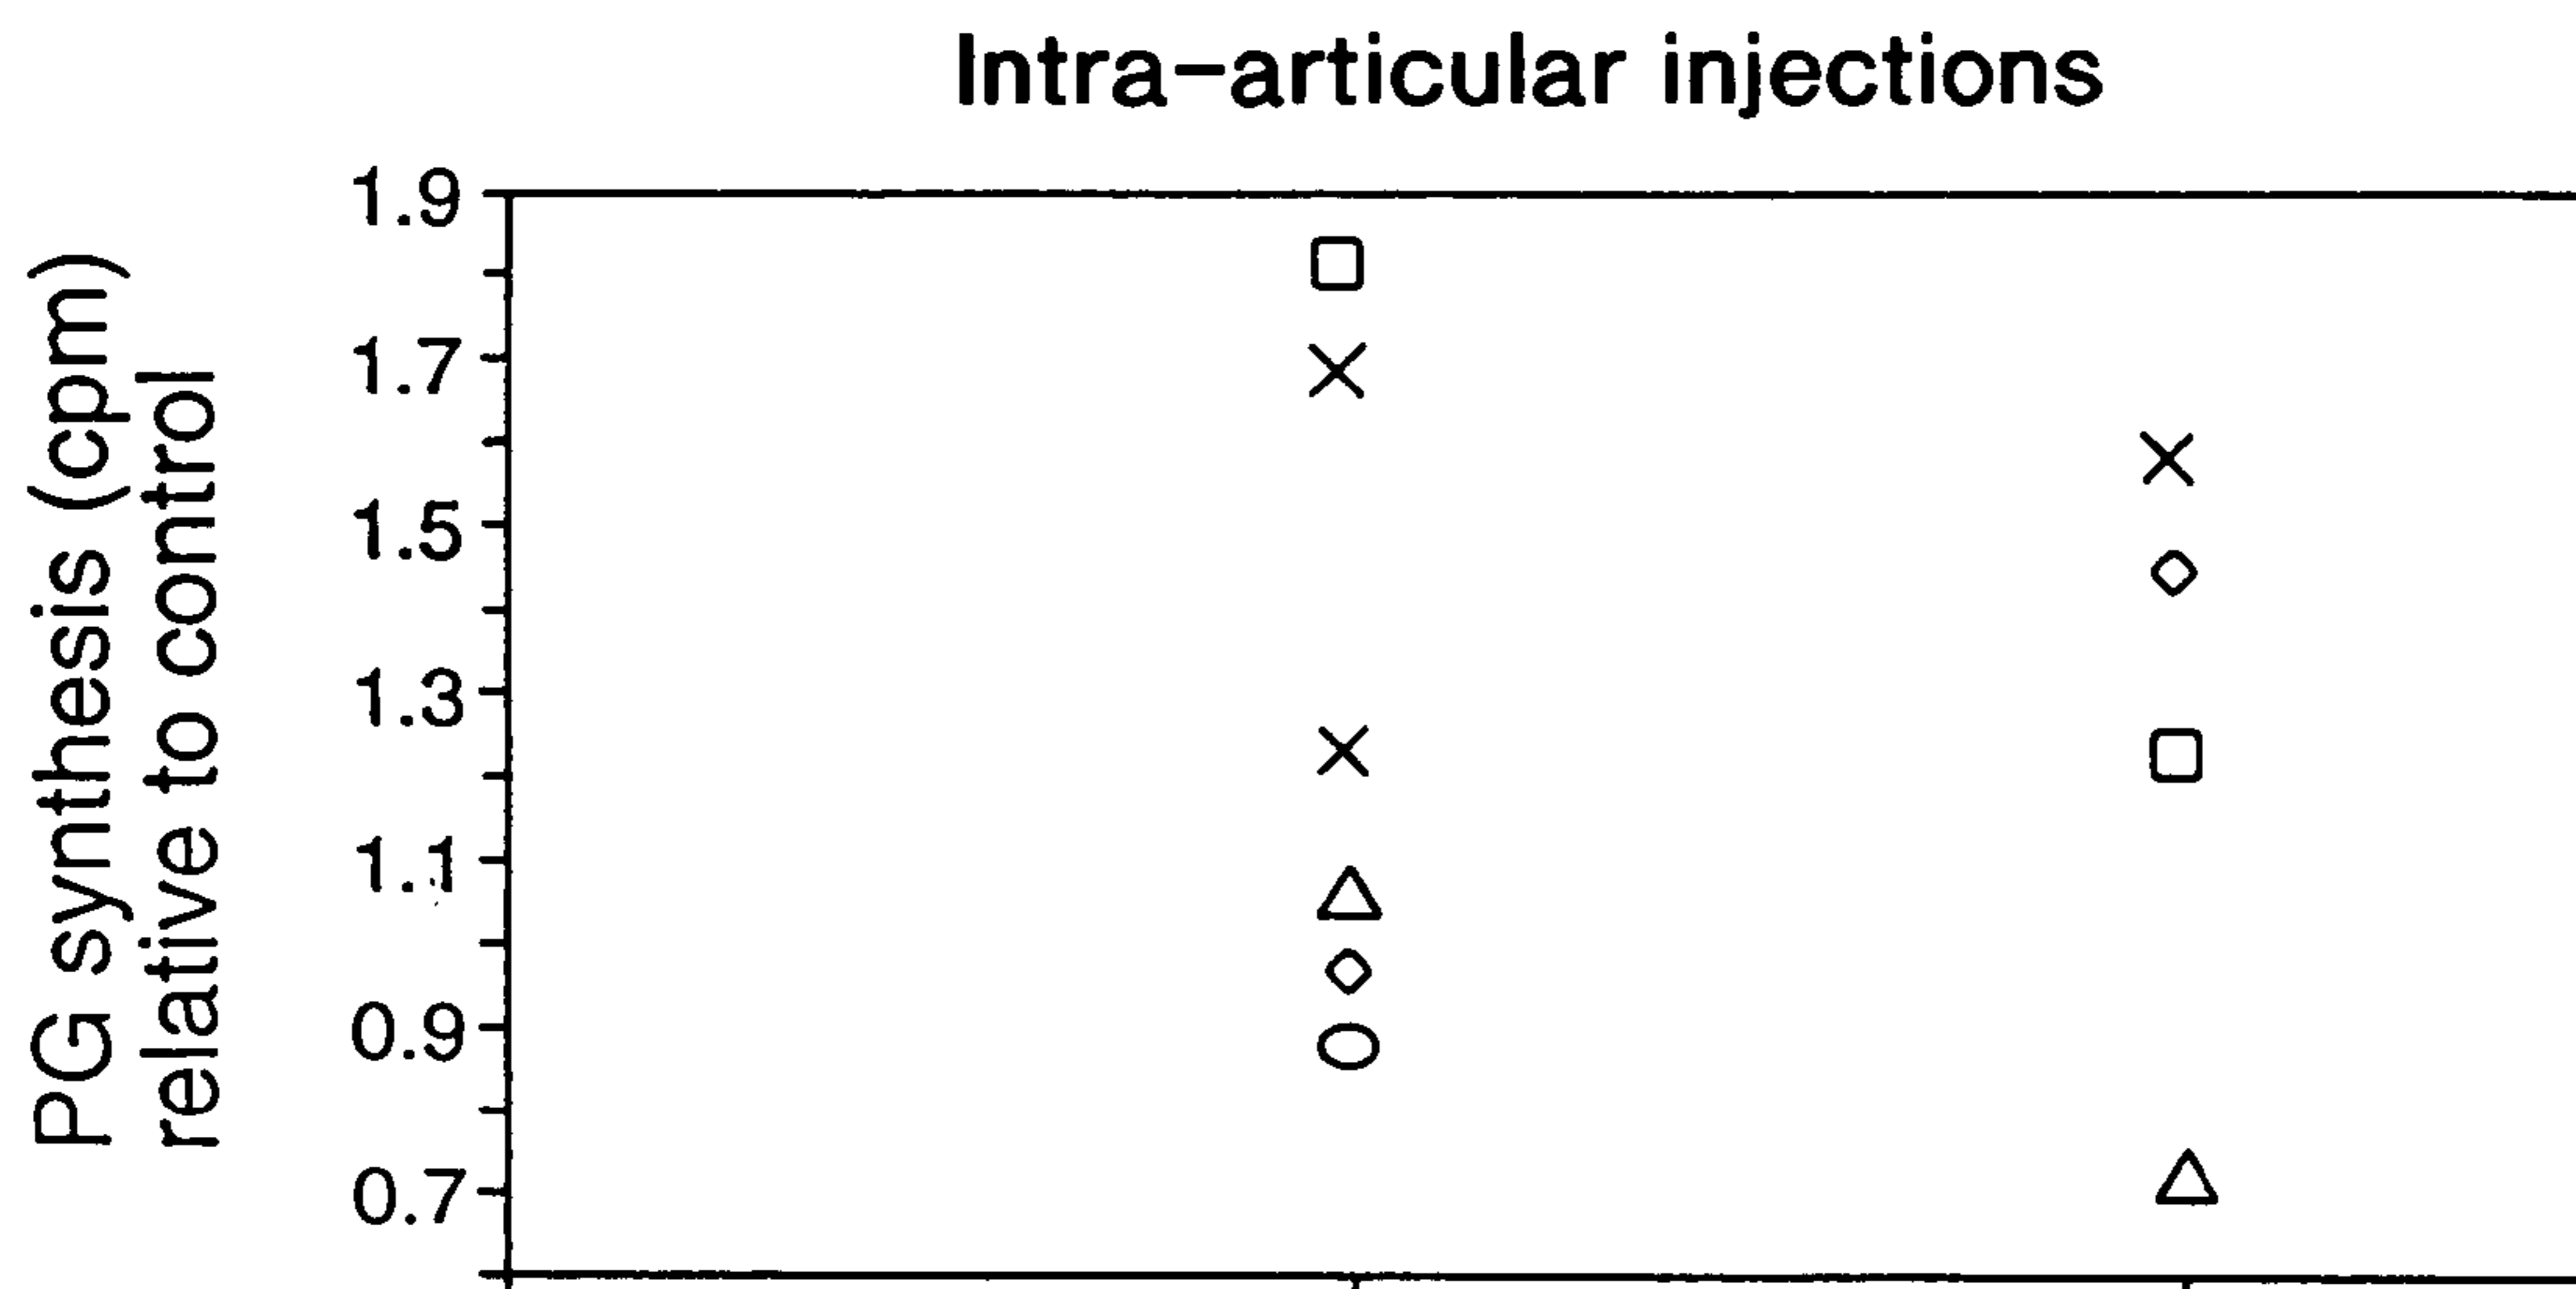 Intra-articular injections
PG synthesis (cpm)
relative to control
1.9
1.7
1.5
1.3
1.1
0.9
0.7